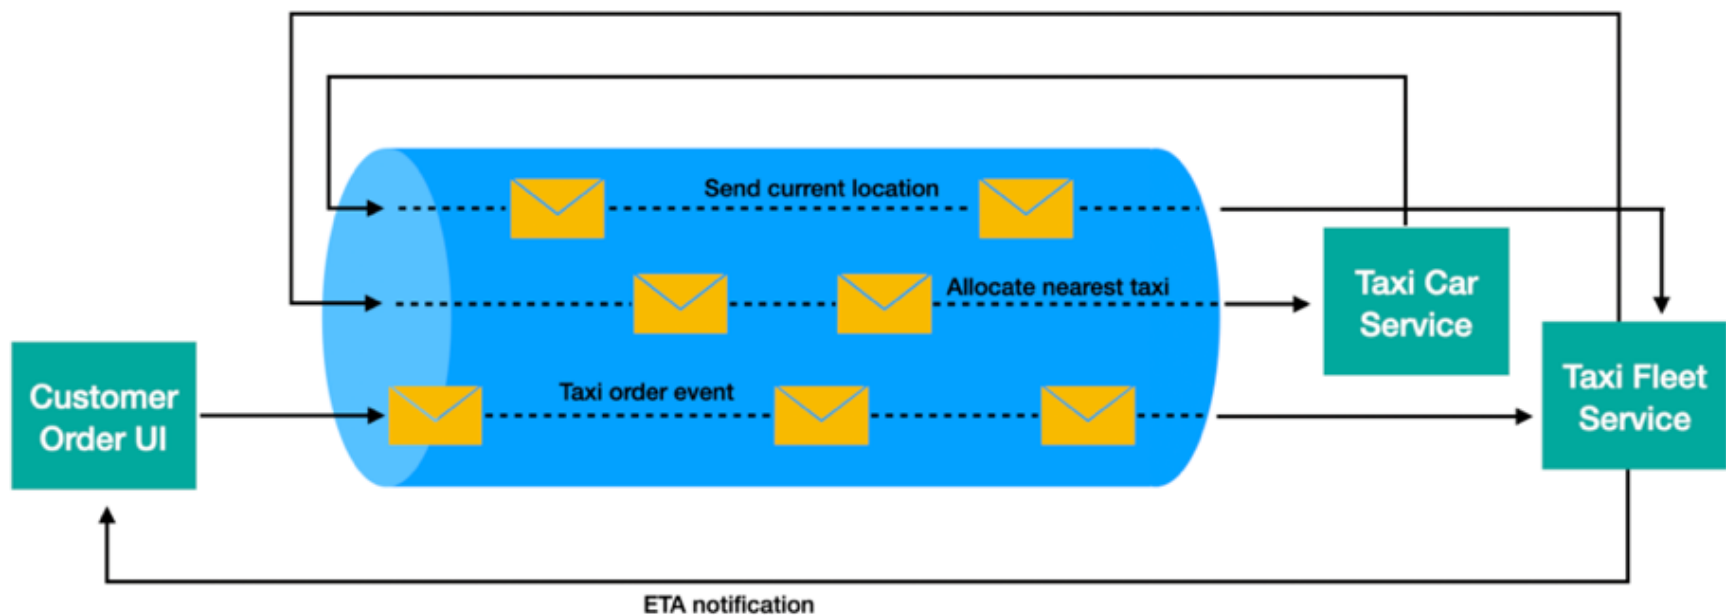 Send current location
Allocate nearest taxi
Taxi Car
Service
Taxi Fleet
Service
Customer
Order UI
Taxi order event
ETA notification